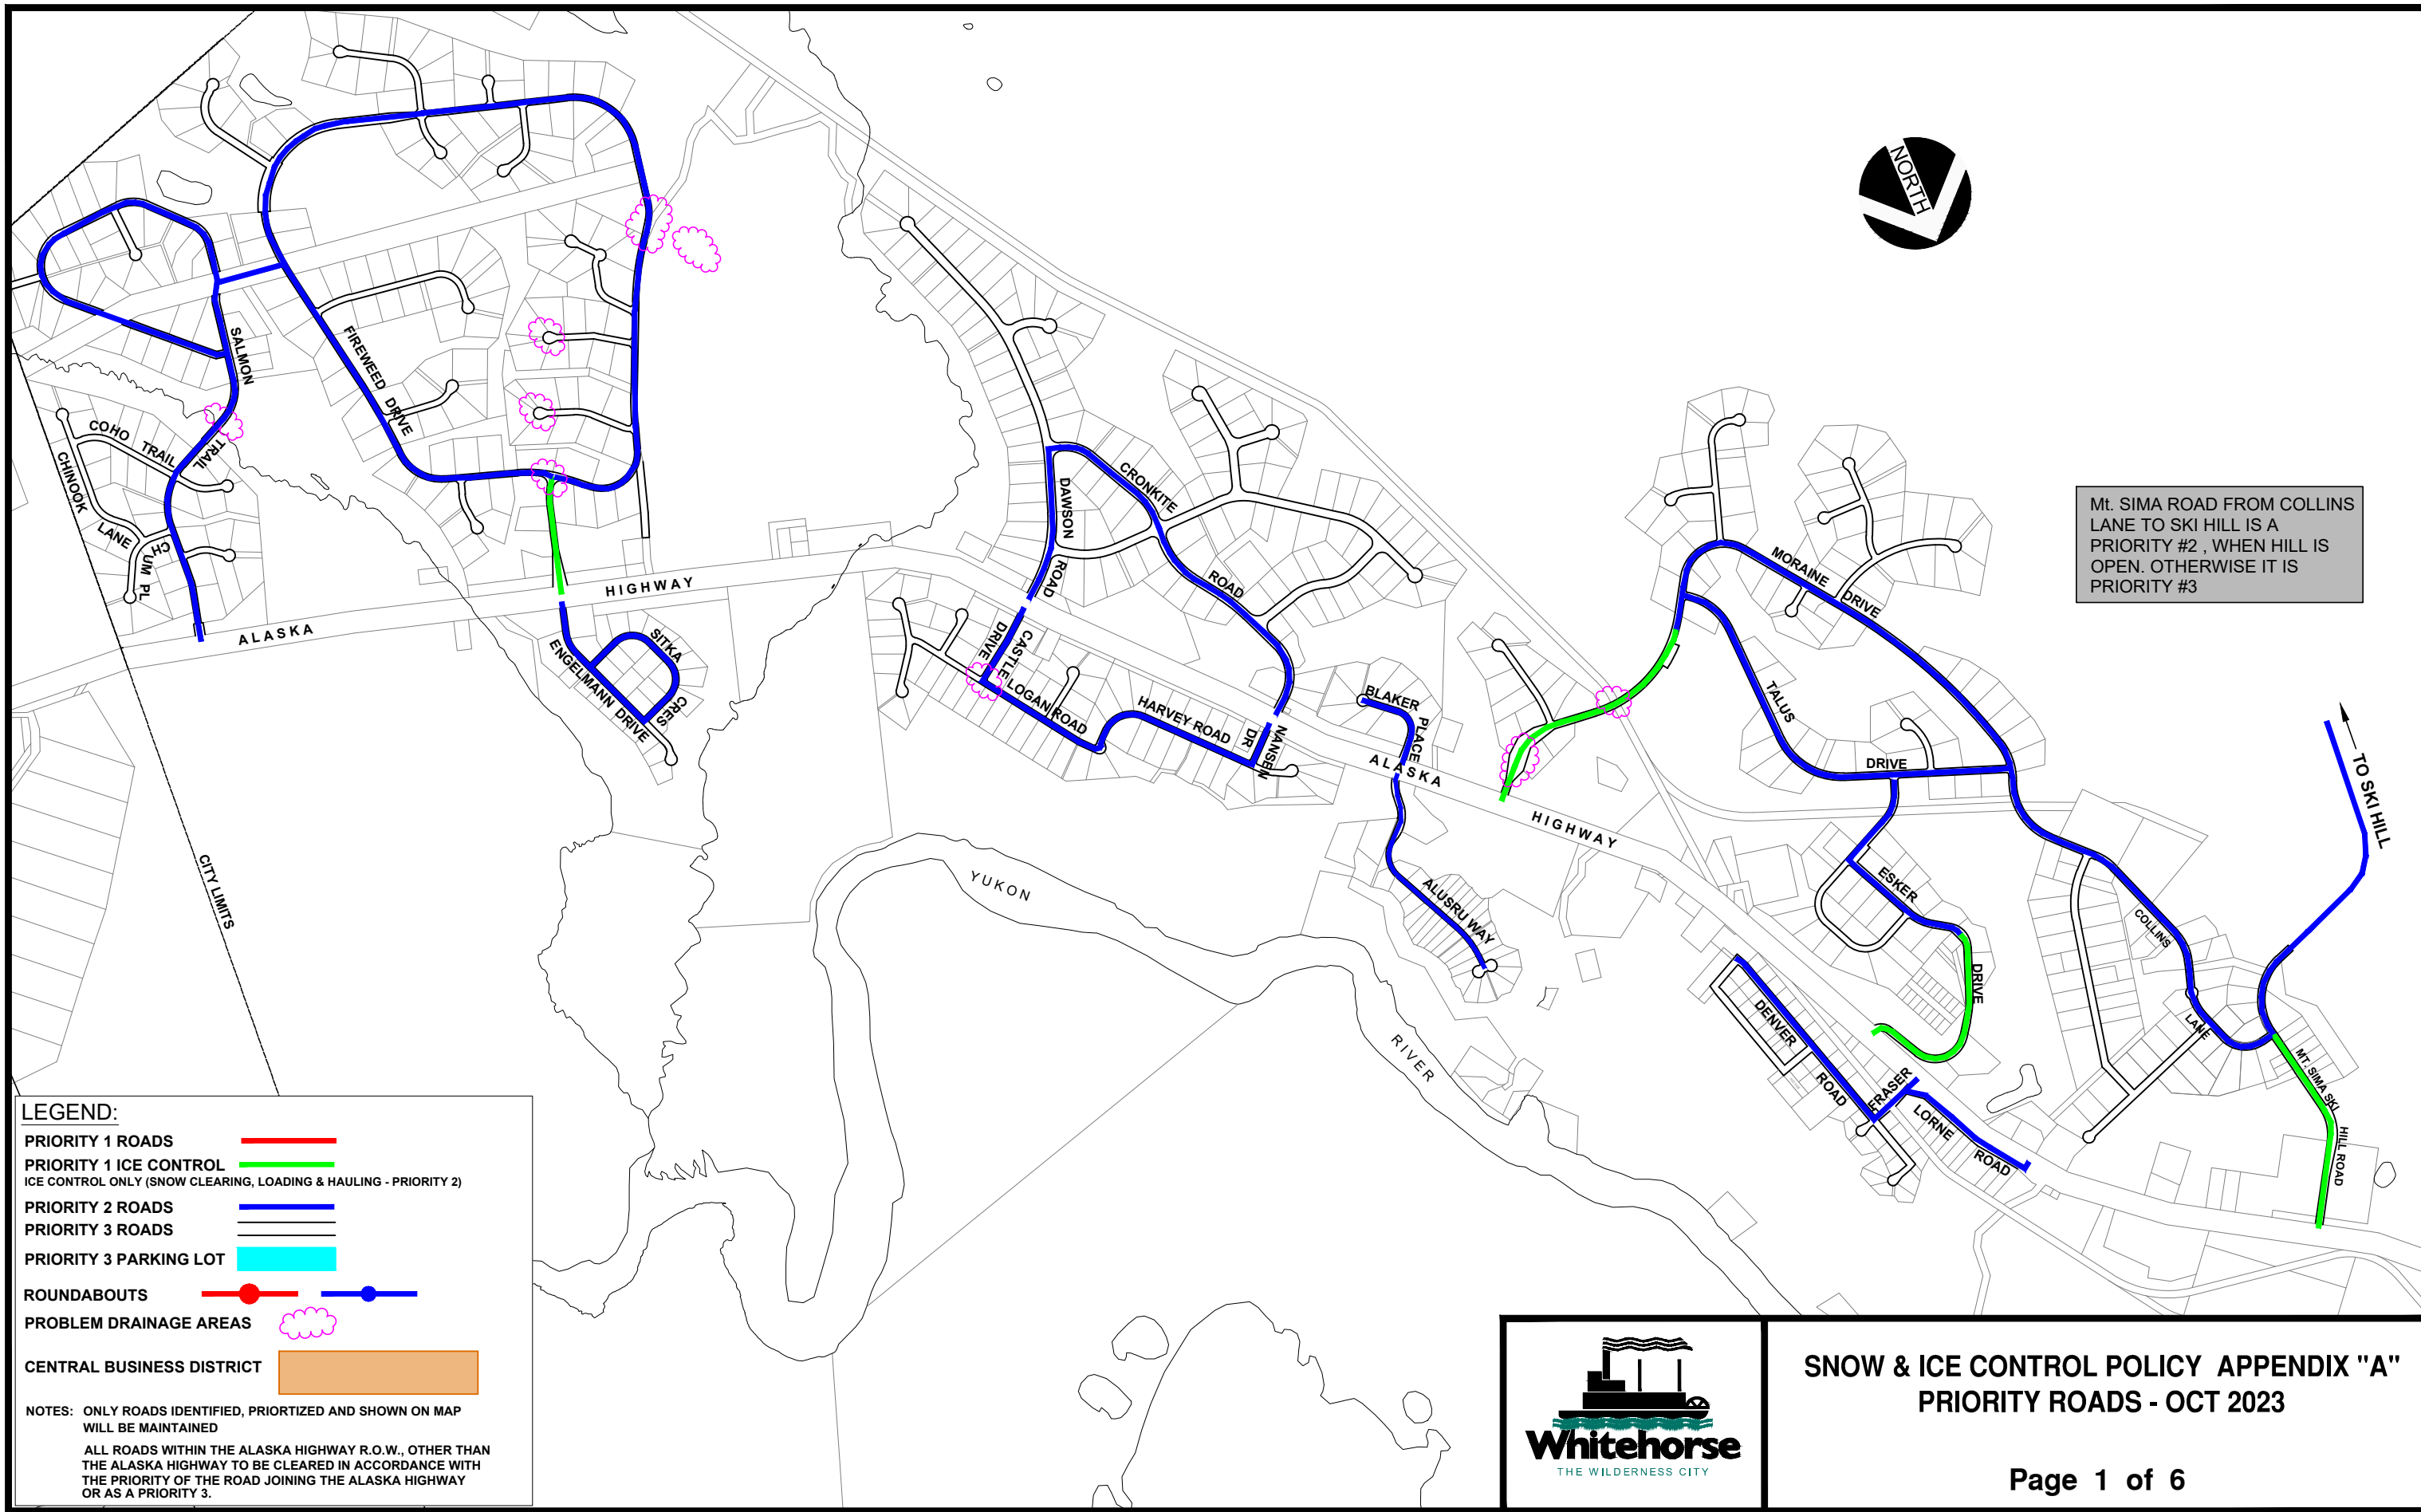 NORTH
Mt. SIMA ROAD FROM COLLINS
LANE TO SKI HILL IS A
PRIORITY #2 , WHEN HILL IS
OPEN. OTHERWISE IT IS
PRIORITY #3
SALMON
TRAIL
FIREWEED DRIVE
COHO TRAIL
CHINOOK
LANE
CHUM PL
ALASKA
HIGHWAY
CITY LIMITS
ENGELMANN DRIVE
SITKA
CRES
DAWSON
ROAD
CRONKITE
ROAD
CASTLE
DRIVE
LOGAN ROAD
HARVEY ROAD
NANSEN
DR
BLAKER
PLACE
ALASKA
HIGHWAY
ALUSRU WAY
YUKON
RIVER
MORAINE
DRIVE
TALUS
DRIVE
ESKER
DRIVE
COLLINS
LANE
TO SKI HILL
MT. SIMA SKI
HILL ROAD
DENVER
ROAD
FRASER
LORNE
ROAD
LEGEND:
PRIORITY 1 ROADS
PRIORITY 1 ICE CONTROL
ICE CONTROL ONLY (SNOW CLEARING, LOADING & HAULING - PRIORITY 2)
PRIORITY 2 ROADS
PRIORITY 3 ROADS
PRIORITY 3 PARKING LOT
ROUNDABOUTS
PROBLEM DRAINAGE AREAS
CENTRAL BUSINESS DISTRICT
NOTES: ONLY ROADS IDENTIFIED, PRIORTIZED AND SHOWN ON MAP
WILL BE MAINTAINED
ALL ROADS WITHIN THE ALASKA HIGHWAY R.O.W., OTHER THAN
THE ALASKA HIGHWAY TO BE CLEARED IN ACCORDANCE WITH
THE PRIORITY OF THE ROAD JOINING THE ALASKA HIGHWAY
OR AS A PRIORITY 3.
Whitehorse
THE WILDERNESS CITY
SNOW & ICE CONTROL POLICY APPENDIX "A"
PRIORITY ROADS - OCT 2023
Page 1 of 6